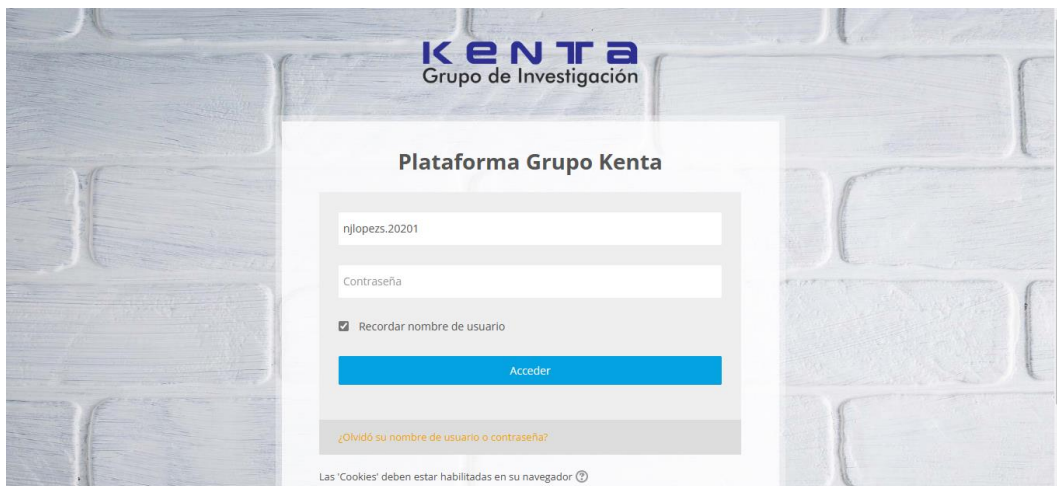 KeNTa
Grupo de Investigación
Plataforma Grupo Kenta
njlopezs.20201
Contraseña
Recordar nombre de usuario
Acceder
¿Olvidó su nombre de usuario o contraseña?
Las 'Cookies' deben estar habilitadas en su navegador ?